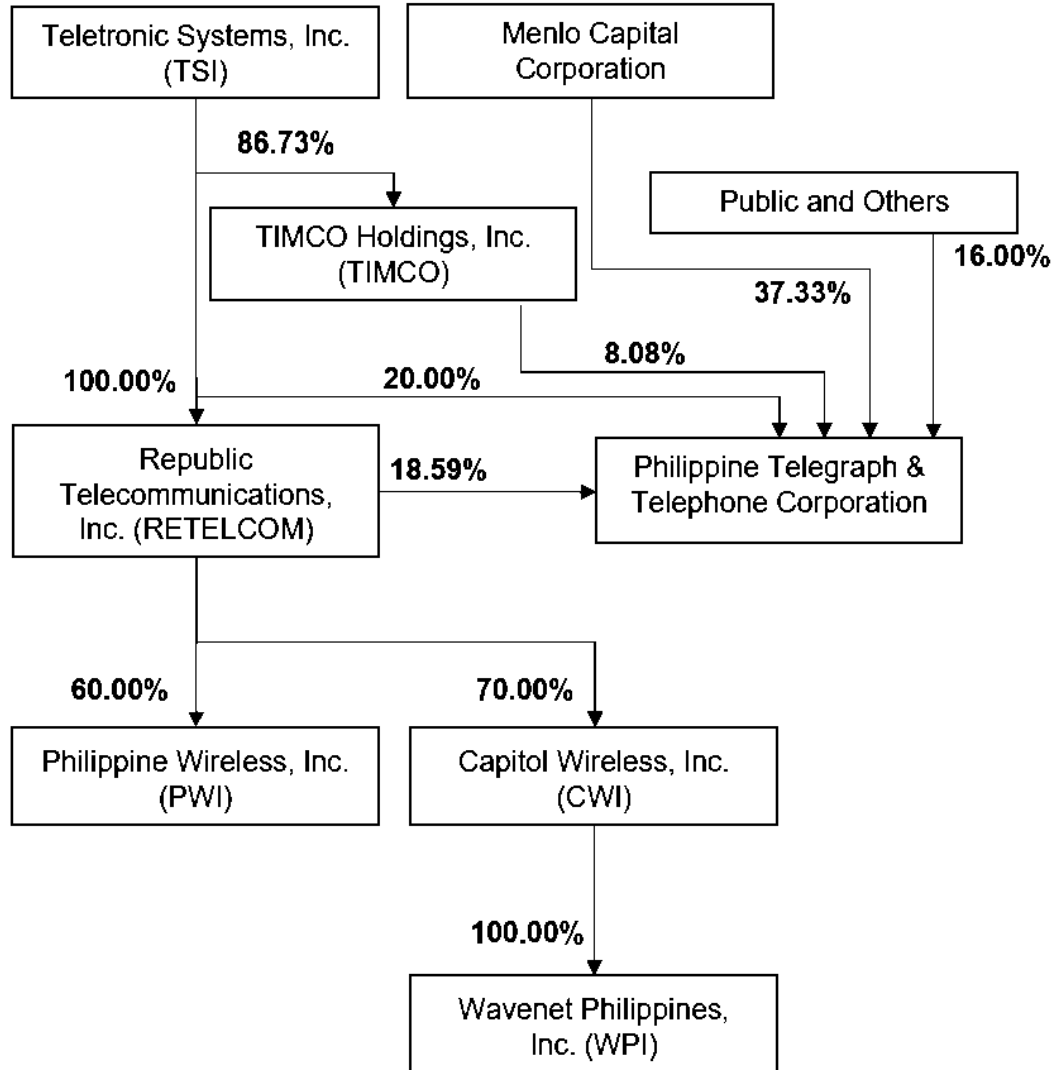 Teletronic Systems, Inc.
(TSI)
Menlo Capital
Corporation
86.73%
Public and Others
TIMCO Holdings, Inc.
(TIMCO)
16.00%
37.33%
8.08%
100.00%
20.00%
Republic
Telecommunications,
Inc. (RETELCOM)
18.59%
Philippine Telegraph &
Telephone Corporation
60.00%
70.00%
Philippine Wireless, Inc.
(PWI)
Capitol Wireless, Inc.
(CWI)
100.00%
Wavenet Philippines,
Inc. (WPI)